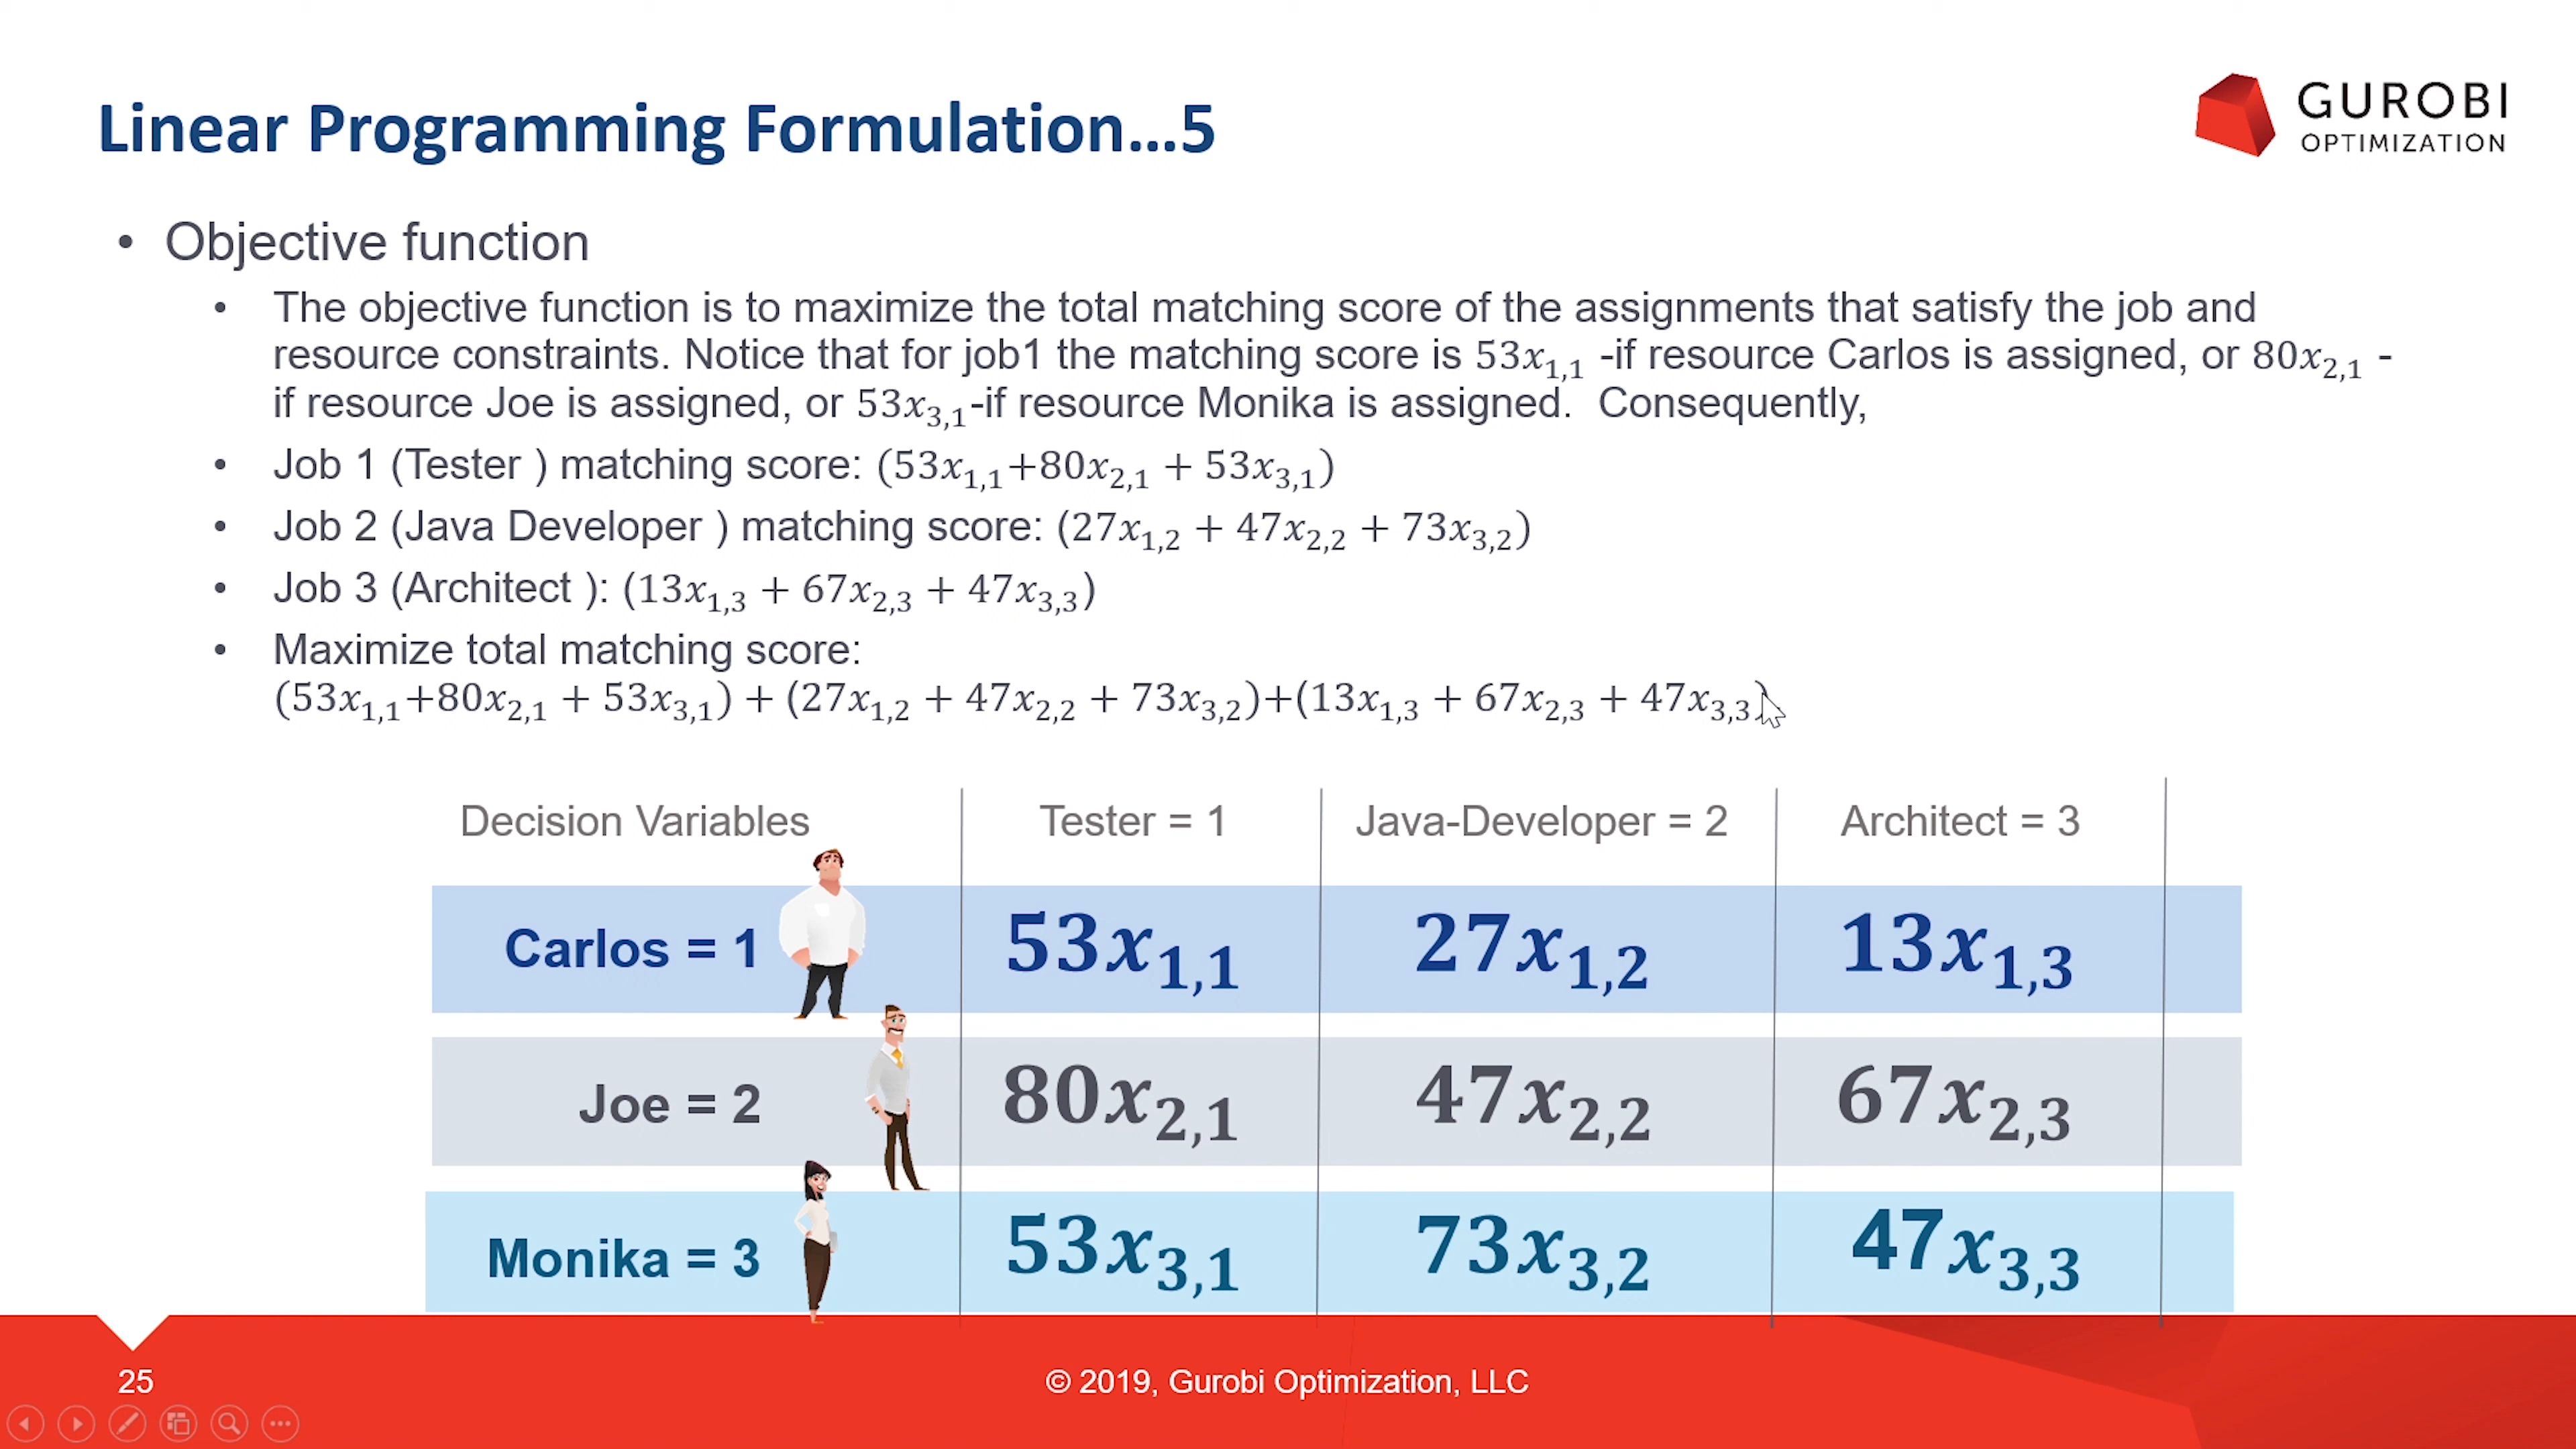 Linear Programming Formulation...5
GUROBI
OPTIMIZATION
• Objective function
• The objective function is to maximize the total matching score of the assignments that satisfy the job and
resource constraints. Notice that for job1 the matching score is 53x₁,₁ -if resource Carlos is assigned, or 80x₂,₁ -
if resource Joe is assigned, or 53x₃,₁-if resource Monika is assigned. Consequently,
• Job 1 (Tester ) matching score: (53x₁,₁+80x₂,₁ + 53x₃,₁)
• Job 2 (Java Developer ) matching score: (27x₁,₂ + 47x₂,₂ + 73x₃,₂)
• Job 3 (Architect ): (13x₁,₃ + 67x₂,₃ + 47x₃,₃)
• Maximize total matching score:
(53x₁,₁+80x₂,₁ + 53x₃,₁) + (27x₁,₂ + 47x₂,₂ + 73x₃,₂)+(13x₁,₃ + 67x₂,₃ + 47x₃,₃)
Decision Variables Tester = 1 Java-Developer = 2 Architect = 3
Carlos = 1 53x₁,₁ 27x₁,₂ 13x₁,₃
Joe = 2 80x₂,₁ 47x₂,₂ 67x₂,₃
Monika = 3 53x₃,₁ 73x₃,₂ 47x₃,₃
25
© 2019, Gurobi Optimization, LLC